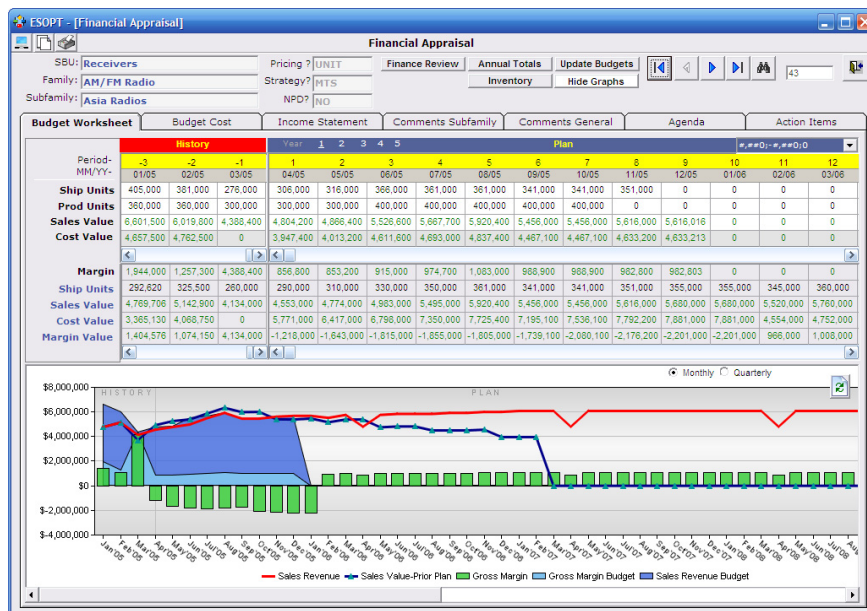 ESOPT - [Financial Appraisal]
Financial Appraisal
SBU: Receivers Pricing ? UNIT Finance Review Annual Totals Update Budgets 43
Family: AM/FM Radio Strategy? MTS Inventory Hide Graphs
Subfamily: Asia Radios NPD? NO
Budget Worksheet Budget Cost Income Statement Comments Subfamily Comments General Agenda Action Items
History Year 1 2 3 4 5 Plan #,##0;-#,##0;0
Period- -3 -2 -1 1 2 3 4 5 6 7 8 9 10 11 12
MM/YY- 01/05 02/05 03/05 04/05 05/05 06/05 07/05 08/05 09/05 10/05 11/05 12/05 01/06 02/06 03/06
Ship Units 405,000 381,000 276,000 306,000 316,000 366,000 361,000 361,000 341,000 341,000 351,000 0 0 0 0
Prod Units 360,000 360,000 300,000 300,000 300,000 400,000 400,000 400,000 400,000 400,000 0 0 0 0 0
Sales Value 6,601,500 6,019,800 4,388,400 4,804,200 4,866,400 5,526,600 5,667,700 5,920,400 5,456,000 5,456,000 5,616,000 5,616,016 0 0 0
Cost Value 4,657,500 4,762,500 0 3,947,400 4,013,200 4,611,600 4,693,000 4,837,400 4,467,100 4,467,100 4,633,200 4,633,213 0 0 0
Margin 1,944,000 1,257,300 4,388,400 856,800 853,200 915,000 974,700 1,083,000 988,900 988,900 982,800 982,803 0 0 0
Ship Units 292,620 325,500 260,000 290,000 310,000 330,000 350,000 361,000 341,000 341,000 351,000 355,000 355,000 345,000 360,000
Sales Value 4,769,706 5,142,900 4,134,000 4,553,000 4,774,000 4,983,000 5,495,000 5,920,400 5,456,000 5,456,000 5,616,000 5,680,000 5,680,000 5,520,000 5,760,000
Cost Value 3,365,130 4,068,750 0 5,771,000 6,417,000 6,798,000 7,350,000 7,725,400 7,195,100 7,536,100 7,792,200 7,881,000 7,881,000 4,554,000 4,752,000
Margin Value 1,404,576 1,074,150 4,134,000 -1,218,000 -1,643,000 -1,815,000 -1,855,000 -1,805,000 -1,739,100 -2,080,100 -2,176,200 -2,201,000 -2,201,000 966,000 1,008,000
Monthly Quarterly
HISTORY PLAN
$8,000,000
$6,000,000
$4,000,000
$2,000,000
$0
$-2,000,000
$-4,000,000
Jan'05 Feb'05 Mar'05 Apr'05 May'05 Jun'05 Jul'05 Aug'05 Sep'05 Oct'05 Nov'05 Dec'05 Jan'06 Feb'06 Mar'06 Apr'06 May'06 Jun'06 Jul'06 Aug'06 Sep'06 Oct'06 Nov'06 Dec'06 Jan'07 Feb'07 Mar'07 Apr'07 May'07 Jun'07 Jul'07 Aug'07 Sep'07 Oct'07 Nov'07 Dec'07 Jan'08 Feb'08 Mar'08 Apr'08 May'08 Jun'08 Jul'08
Sales Revenue Sales Value-Prior Plan Gross Margin Gross Margin Budget Sales Revenue Budget